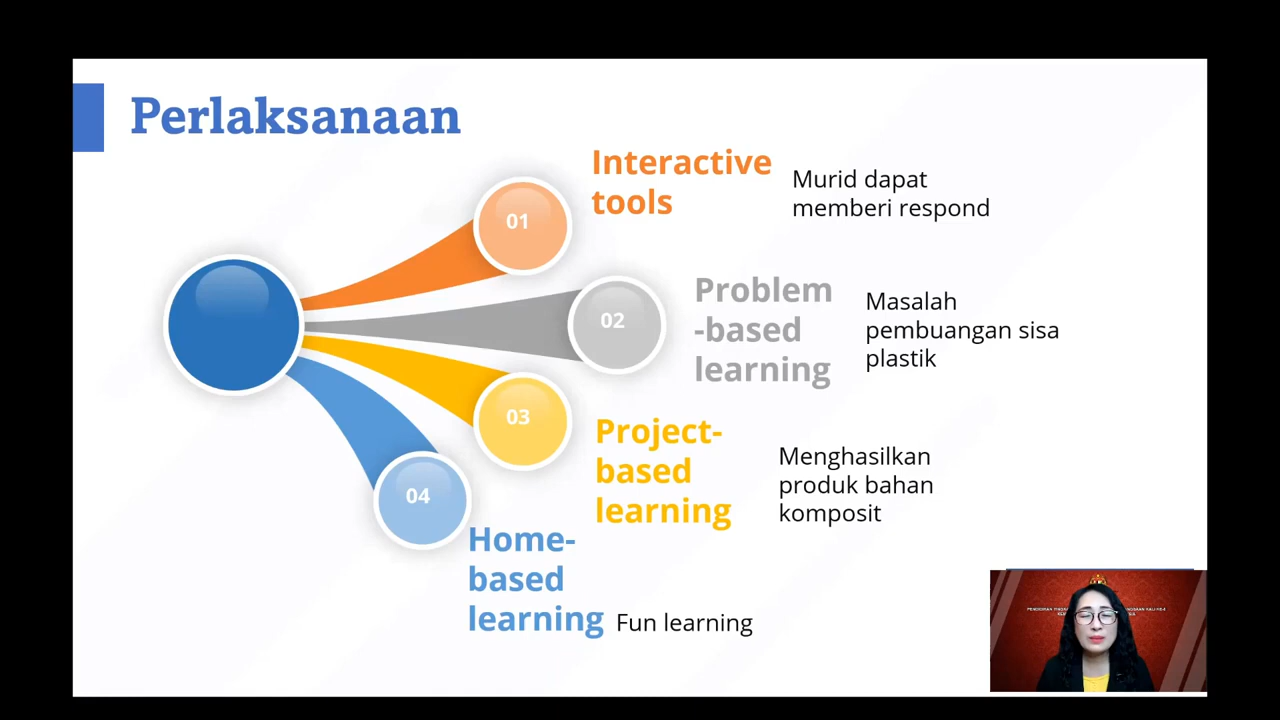 Perlaksanaan
01
Interactive
tools
Murid dapat
memberi respond
02
Problem
-based
learning
Masalah
pembuangan sisa
plastik
03
Project-
based
learning
Menghasilkan
produk bahan
komposit
04
Home-
based
learning
Fun learning